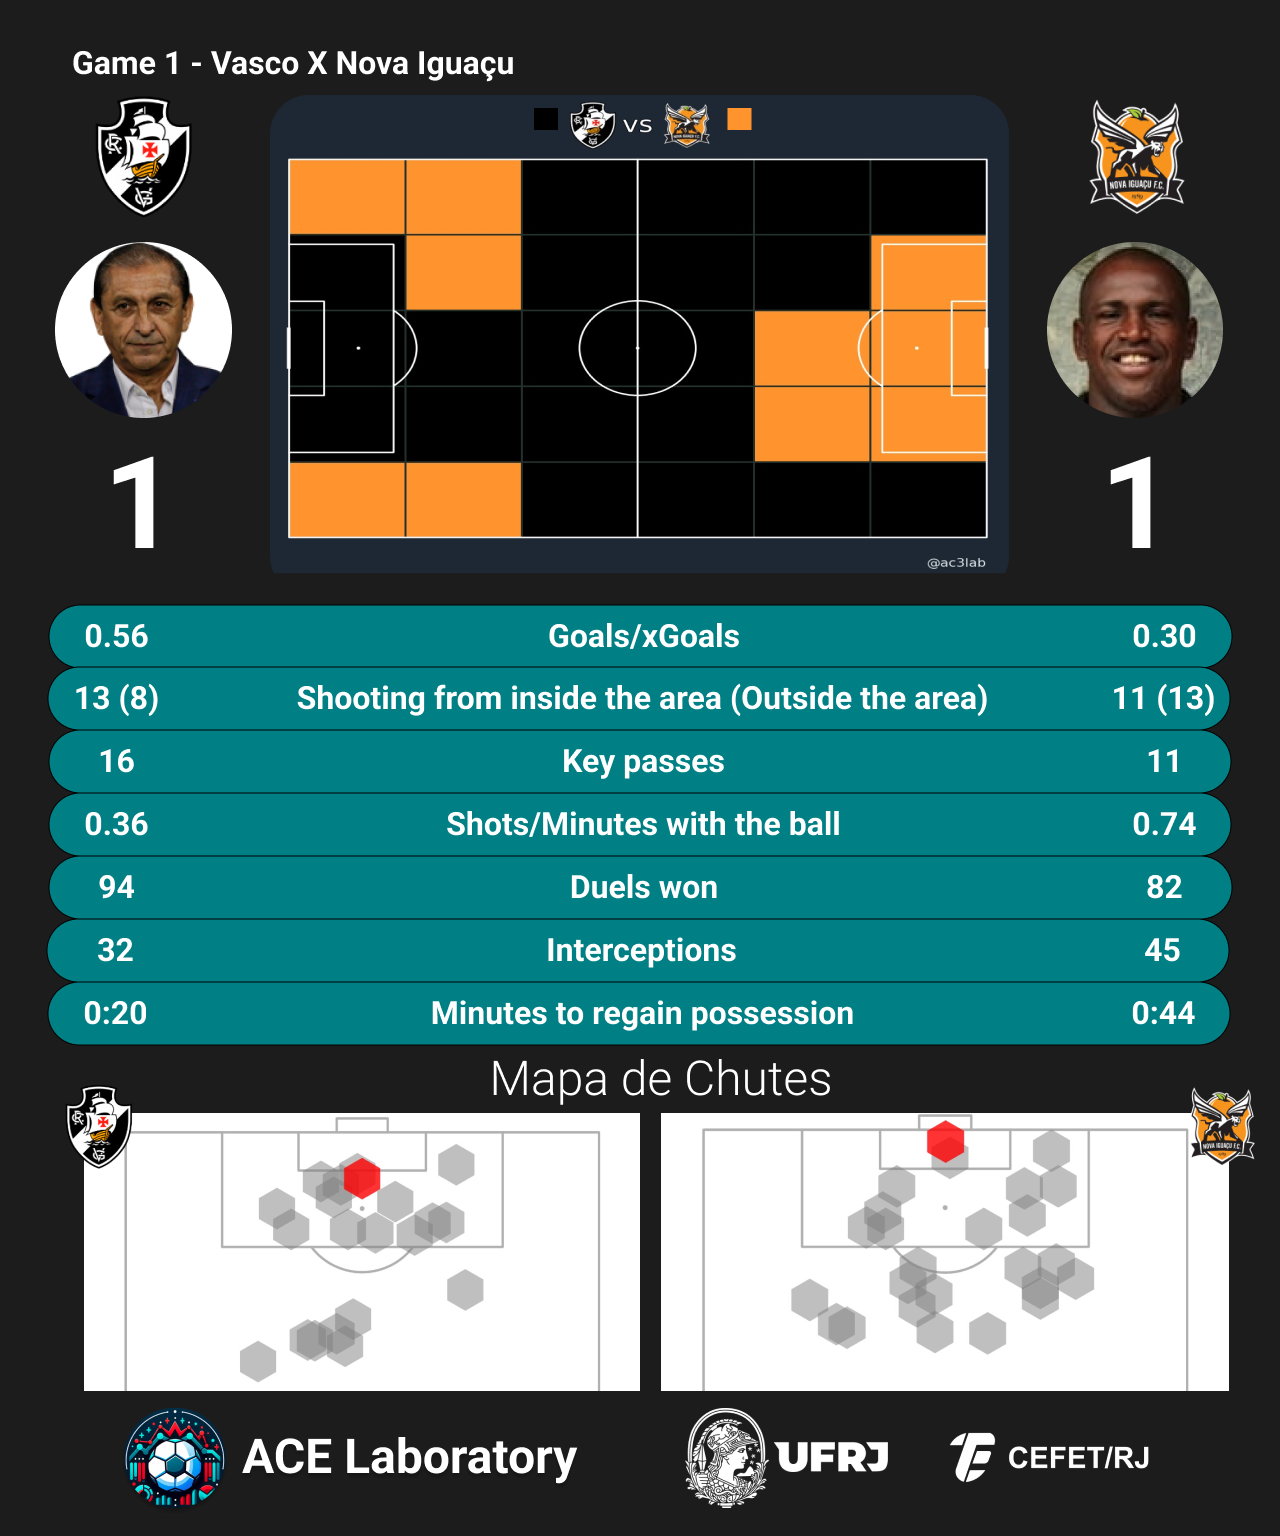 Game 1 - Vasco X Nova Iguaçu
vs
NOVA IGUAÇU F.C.
@ac3lab
1 1
0.56 Goals/xGoals 0.30
13 (8) Shooting from inside the area (Outside the area) 11 (13)
16 Key passes 11
0.36 Shots/Minutes with the ball 0.74
94 Duels won 82
32 Interceptions 45
0:20 Minutes to regain possession 0:44
Mapa de Chutes
ACE Laboratory
UFRJ
CEFET/RJ